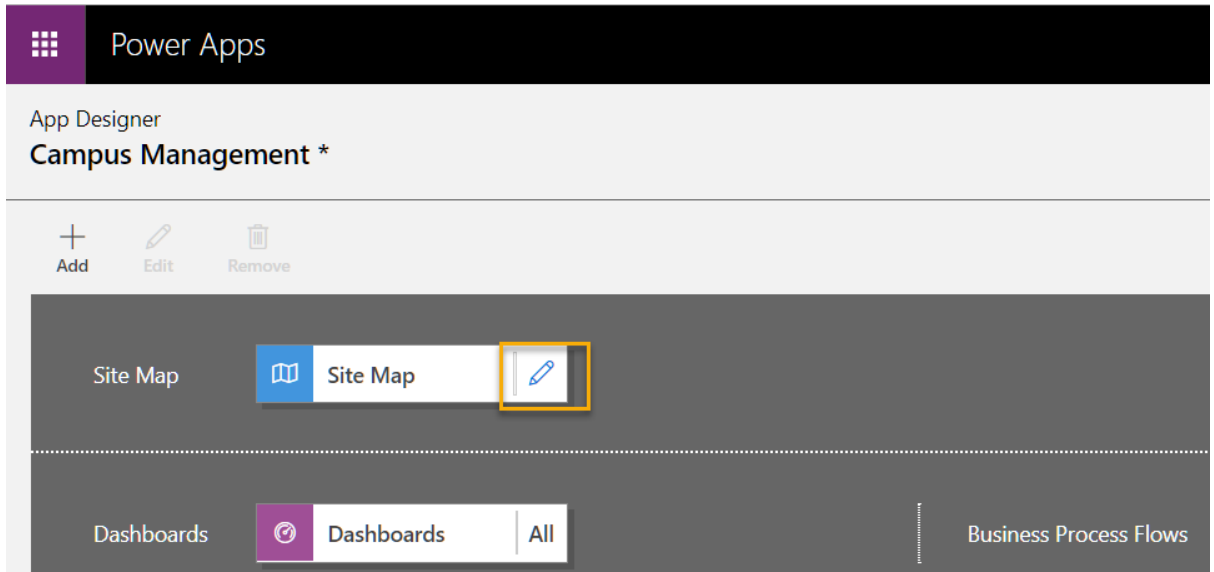 Power Apps
App Designer
Campus Management *
Add Edit Remove
Site Map Site Map
Dashboards Dashboards All Business Process Flows